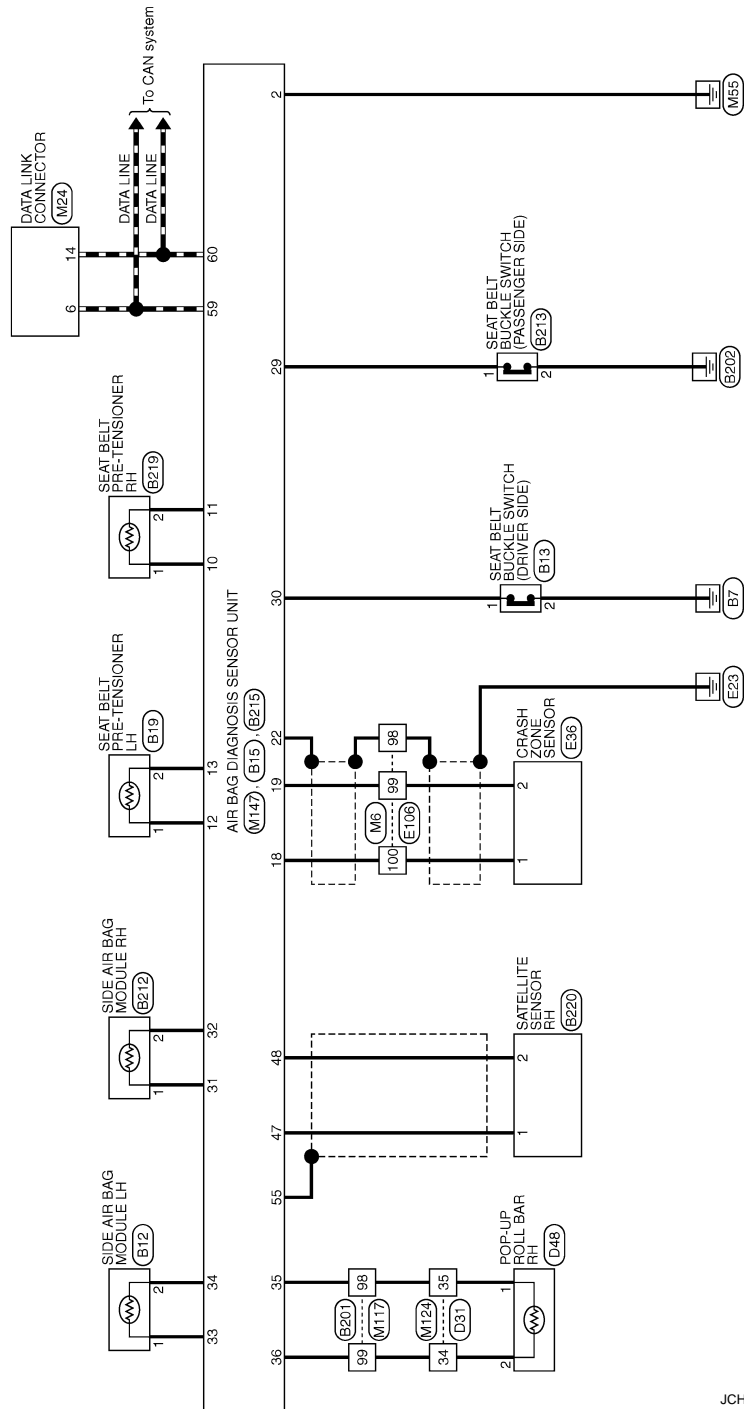 DATA LINK
CONNECTOR
M24
14
6
DATA LINE
DATA LINE
To CAN system
60
59
2
M55
SEAT BELT
PRE-TENSIONER
RH
B219
2
1
11
10
29
SEAT BELT
BUCKLE SWITCH
(PASSENGER SIDE)
B213
1
2
B202
SEAT BELT
PRE-TENSIONER
LH
B19
2
1
13
12
AIR BAG DIAGNOSIS SENSOR UNIT
M147 , B15 , B215
30
SEAT BELT
BUCKLE SWITCH
(DRIVER SIDE)
B13
1
2
B7
22
19
18
98
99
100
M6
E106
E23
CRASH
ZONE
SENSOR
E36
2
1
SIDE AIR BAG
MODULE RH
B212
2
1
32
31
48
47
55
SATELLITE
SENSOR
RH
B220
2
1
SIDE AIR BAG
MODULE LH
B12
2
1
34
33
35
36
98
99
B201
M117
35
34
M124
D31
POP-UP
ROLL BAR
RH
D48
1
2
JCH